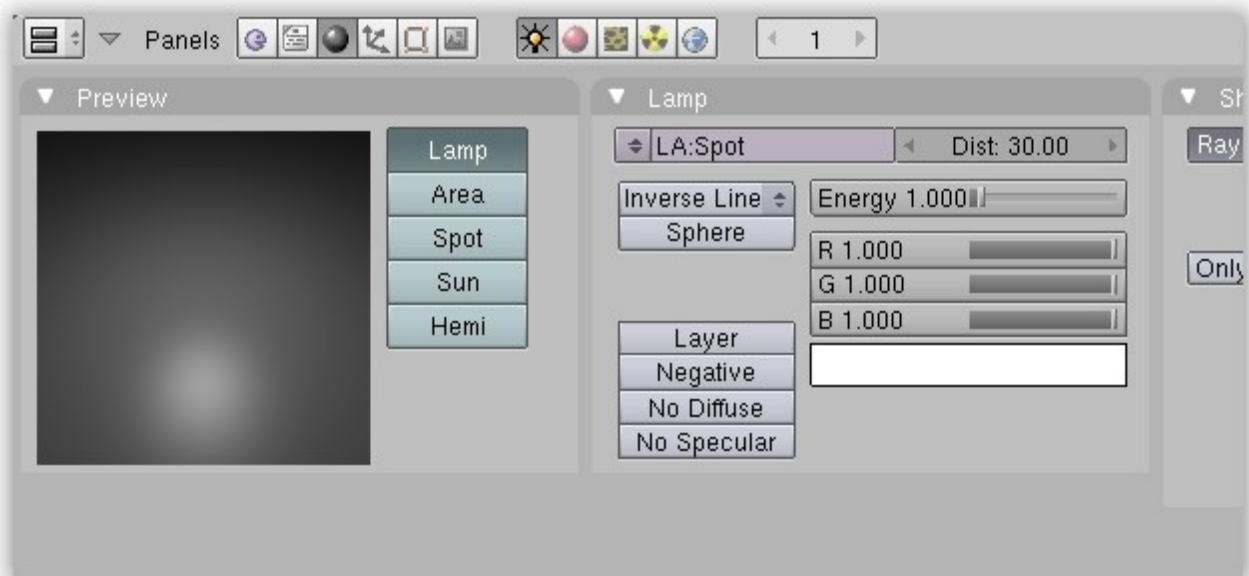 Panels 1
Preview
Lamp
Area
Spot
Sun
Hemi
Lamp
LA:Spot Dist: 30.00
Inverse Line Energy 1.000
Sphere
R 1.000
G 1.000
B 1.000
Layer
Negative
No Diffuse
No Specular
Sh
Ray
Only